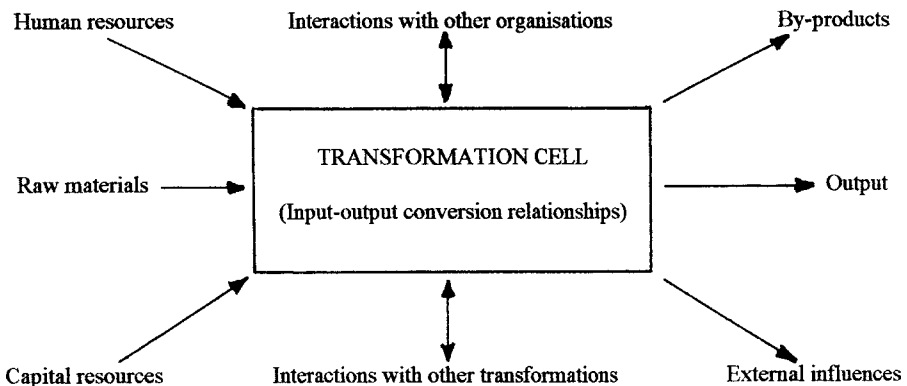 Human resources
Interactions with other organisations
By-products
TRANSFORMATION CELL
Raw materials
Output
(Input-output conversion relationships)
Capital resources
Interactions with other transformations
External influences